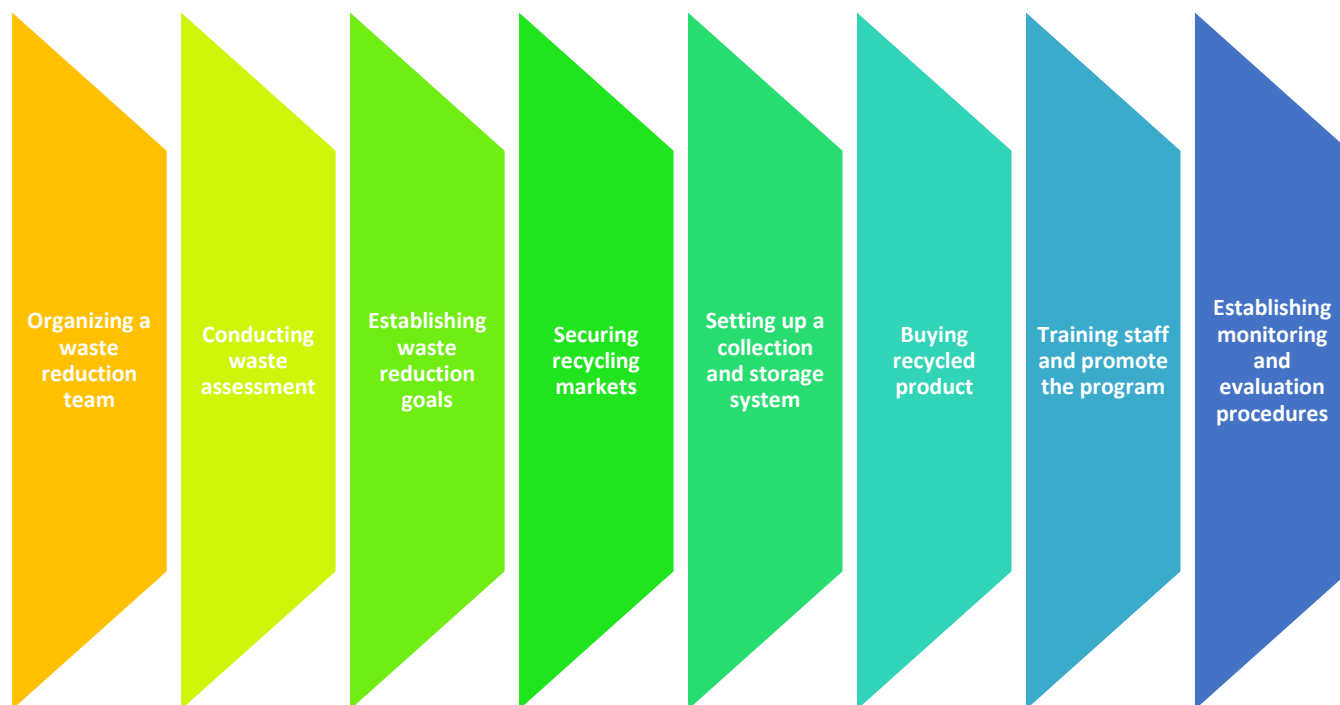 Organizing a
waste
reduction
team
Conducting
waste
assessment
Establishing
waste
reduction
goals
Securing
recycling
markets
Setting up a
collection
and storage
system
Buying
recycled
product
Training staff
and promote
the program
Establishing
monitoring
and
evaluation
procedures